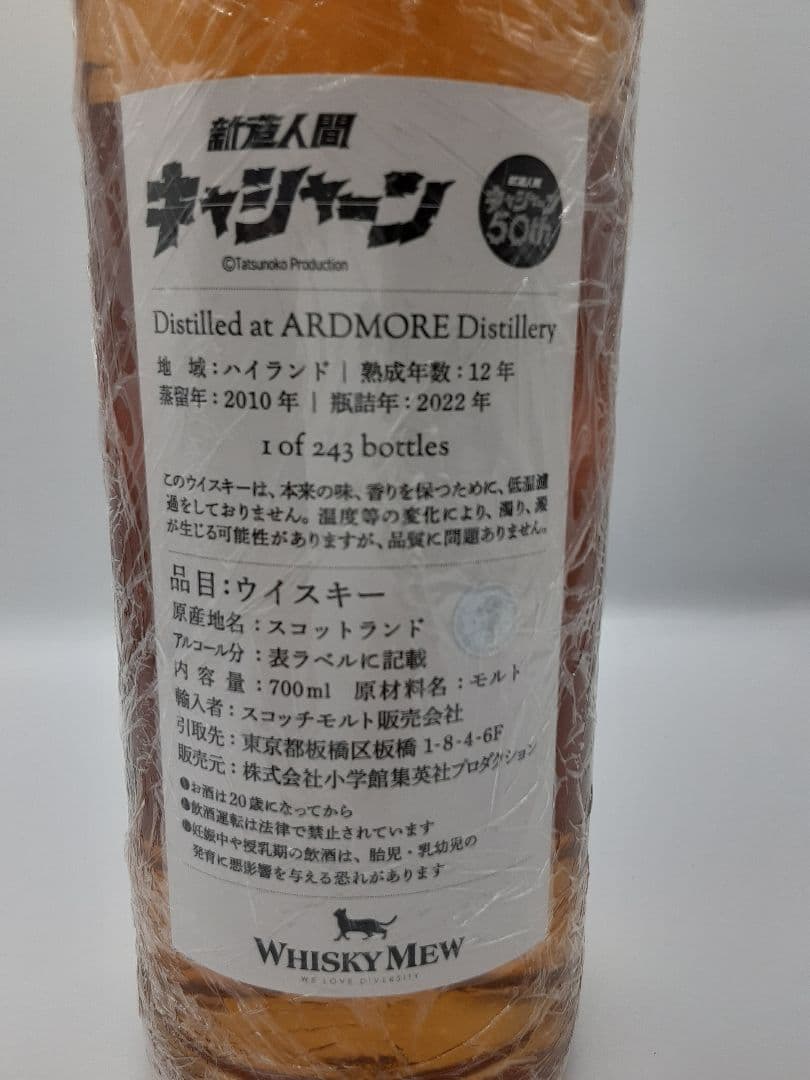 新造人間
キャシャーン
新造人間
キャシャーン
50th
©Tatsunoko Production
Distilled at ARDMORE Distillery
地 域：ハイランド | 熟成年数：12年
蒸留年：2010年 | 瓶詰年：2022年
1 of 243 bottles
このウイスキーは、本来の味、香りを保つために、低温濾
過をしておりません。温度等の変化により、濁り、澱
が生じる可能性がありますが、品質に問題ありません。
品目：ウイスキー
原産地名：スコットランド
アルコール分：表ラベルに記載
内容量：700ml 原材料名：モルト
輸入者：スコッチモルト販売会社
引取先：東京都板橋区板橋 1-8-4-6F
販売元：株式会社小学館集英社プロダクション
❶お酒は20歳になってから
❷飲酒運転は法律で禁止されています
❸妊娠中や授乳期の飲酒は、胎児・乳幼児の
発育に悪影響を与える恐れがあります
WHISKY MEW
WE LOVE DIVERSITY